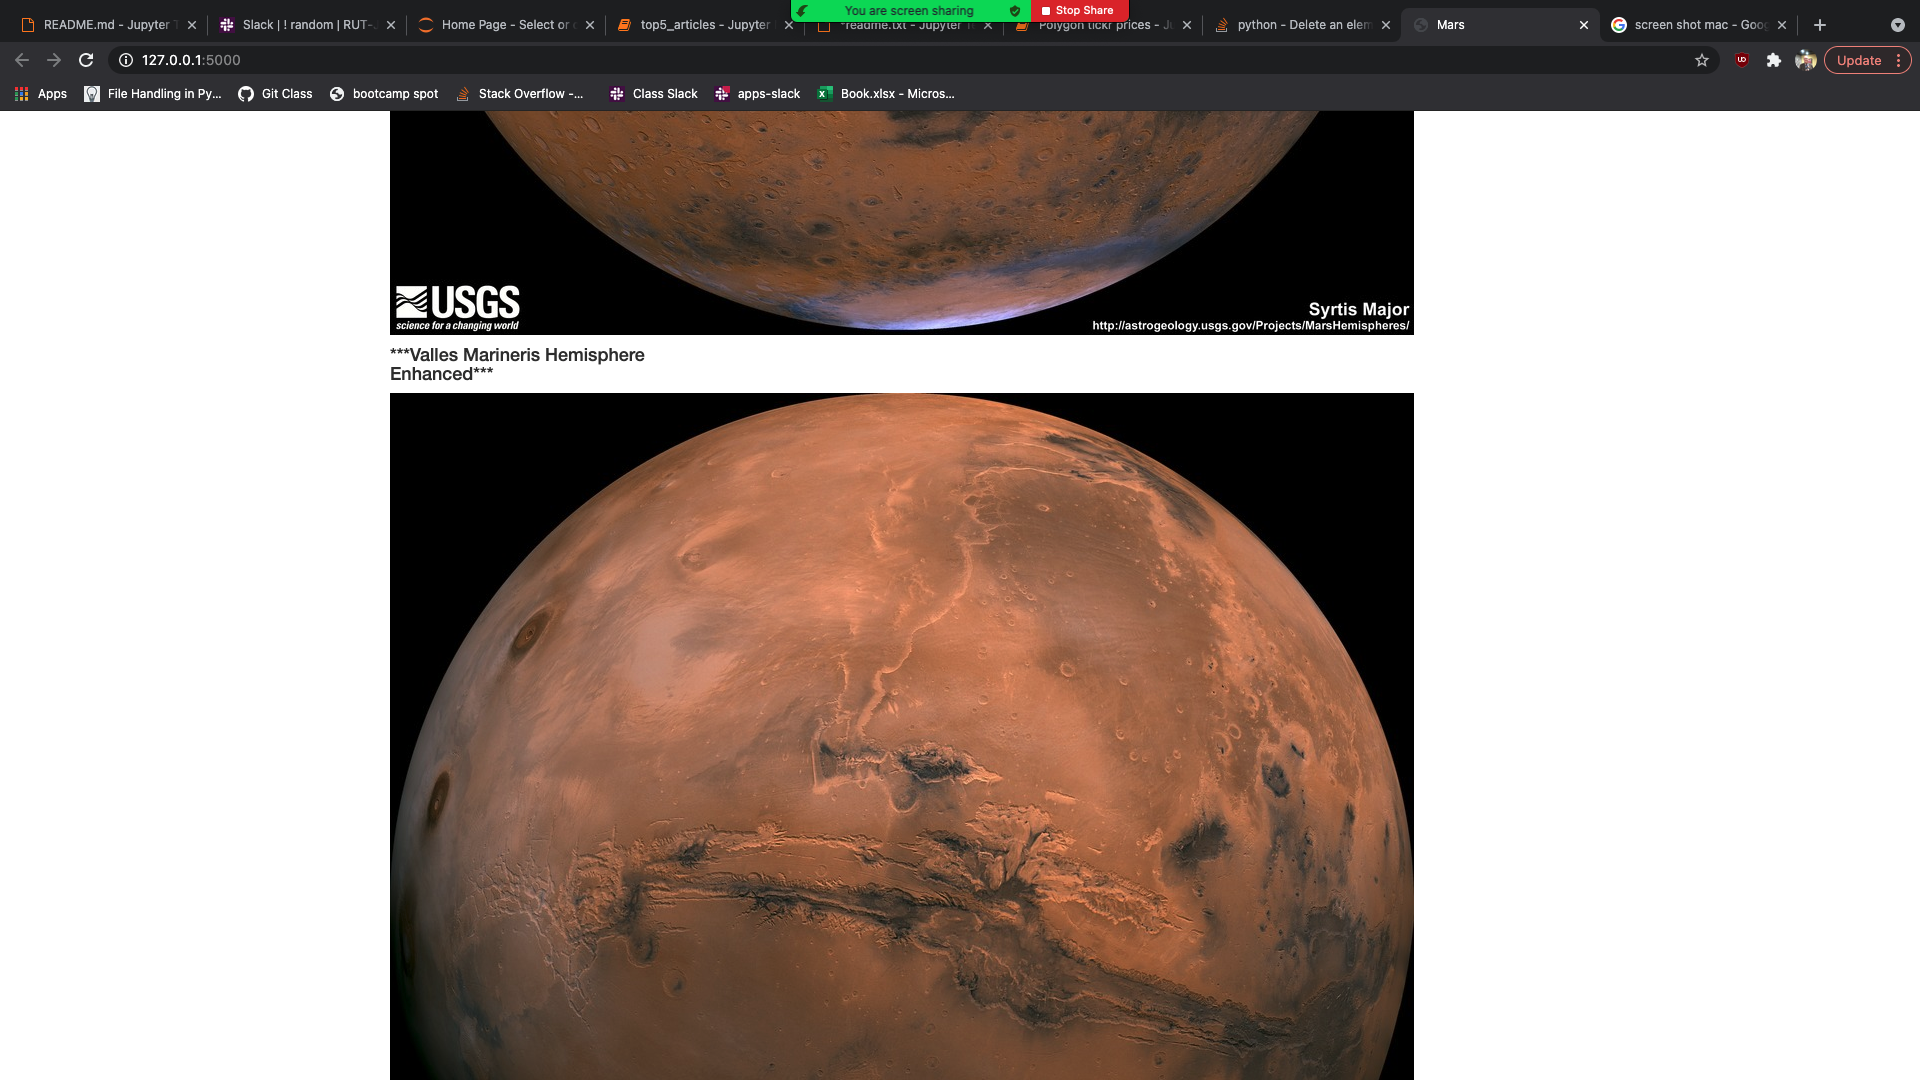 You are screen sharing
Stop Share
README.md - Jupyter T
Slack | ! random | RUT-
Home Page - Select or
top5_articles - Jupyter
*readme.txt - Jupyter Te
Polygon tickr prices - J
python - Delete an elem
Mars
screen shot mac - Goog
127.0.0.1:5000
Update
Apps
File Handling in Py...
Git Class
bootcamp spot
Stack Overflow -...
Class Slack
apps-slack
Book.xlsx - Micros...
USGS
science for a changing world
Syrtis Major
http://astrogeology.usgs.gov/Projects/MarsHemispheres/
***Valles Marineris Hemisphere
Enhanced***